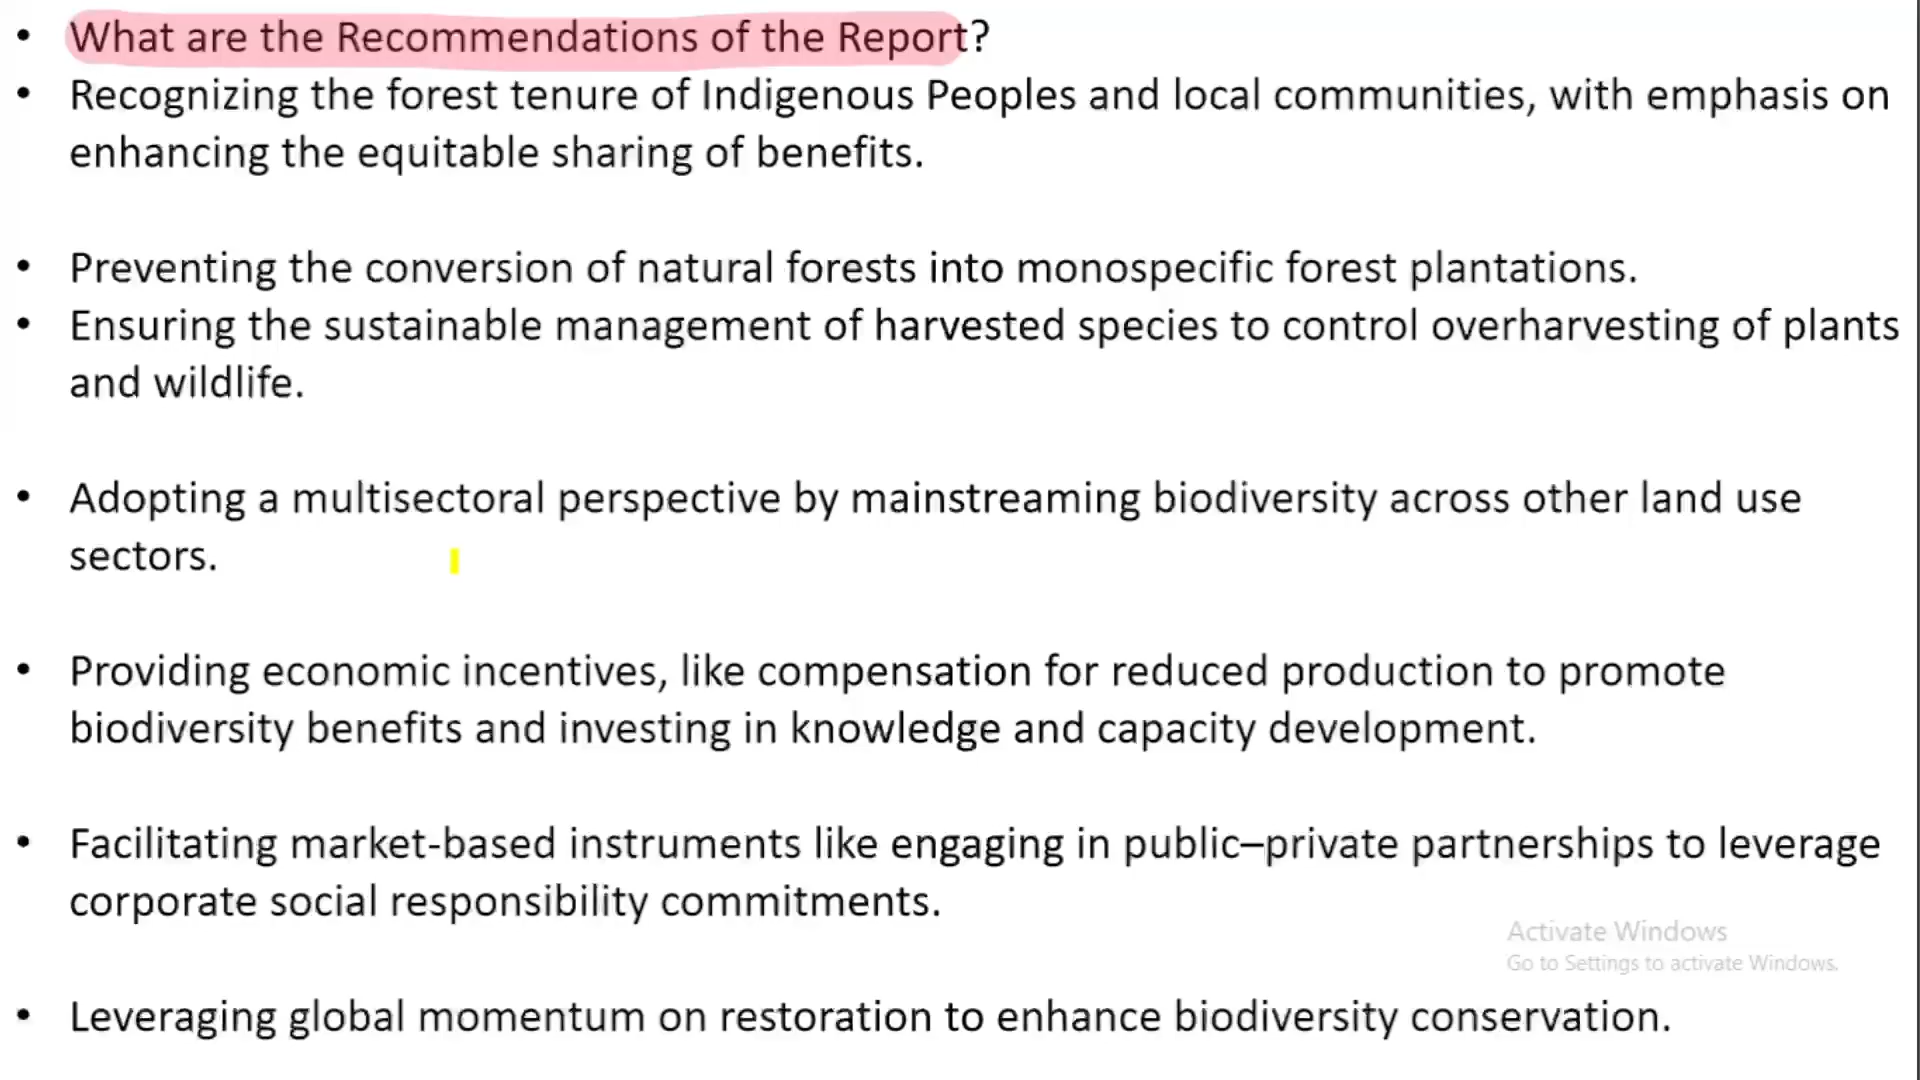 • What are the Recommendations of the Report?
• Recognizing the forest tenure of Indigenous Peoples and local communities, with emphasis on
enhancing the equitable sharing of benefits.
• Preventing the conversion of natural forests into monospecific forest plantations.
• Ensuring the sustainable management of harvested species to control overharvesting of plants
and wildlife.
• Adopting a multisectoral perspective by mainstreaming biodiversity across other land use
sectors.
• Providing economic incentives, like compensation for reduced production to promote
biodiversity benefits and investing in knowledge and capacity development.
• Facilitating market-based instruments like engaging in public–private partnerships to leverage
corporate social responsibility commitments.
Activate Windows
Go to Settings to activate Windows.
• Leveraging global momentum on restoration to enhance biodiversity conservation.